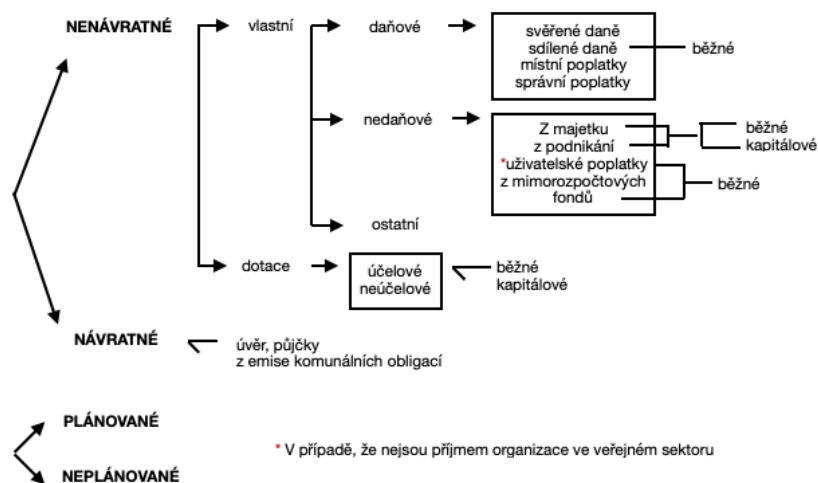 NENÁVRATNÉ
vlastní
daňové
svěřené daně
sdílené daně
místní poplatky
správní poplatky
běžné
nedaňové
Z majetku
z podnikání
*uživatelské poplatky
z mimorozpočtových
fondů
běžné
kapitálové
běžné
ostatní
dotace
účelové
neúčelové
běžné
kapitálové
NÁVRATNÉ
úvěr, půjčky
z emise komunálních obligací
PLÁNOVANÉ
* V případě, že nejsou příjmem organizace ve veřejném sektoru
NEPLÁNOVANÉ